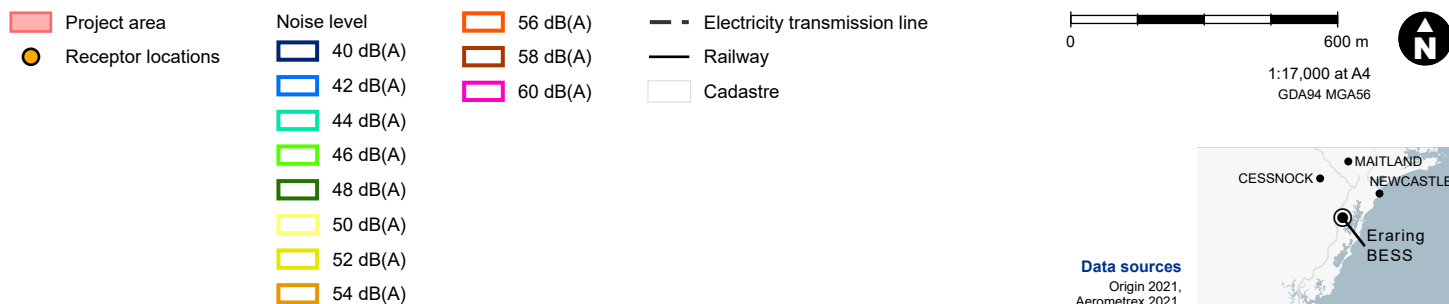 Project area
Receptor locations
Noise level
40 dB(A)
42 dB(A)
44 dB(A)
46 dB(A)
48 dB(A)
50 dB(A)
52 dB(A)
54 dB(A)
56 dB(A)
58 dB(A)
60 dB(A)
Electricity transmission line
Railway
Cadastre
0 600 m
1:17,000 at A4
GDA94 MGA56
N
MAITLAND
CESSNOCK
NEWCASTLE
Eraring
BESS
Data sources
Origin 2021,
Aerometrex 2021,